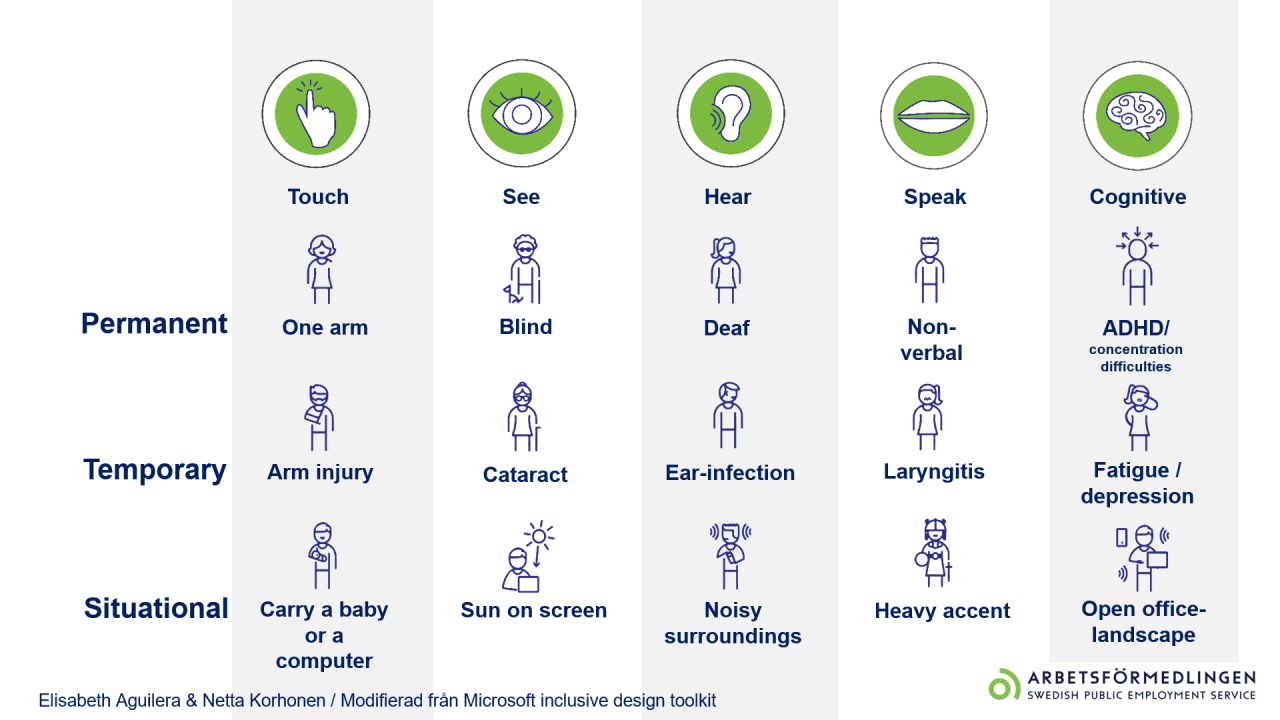 Touch
See
Hear
Speak
Cognitive
Permanent
One arm
Blind
Deaf
Non-
verbal
ADHD/
concentration
difficulties
Temporary
Arm injury
Cataract
Ear-infection
Laryngitis
Fatigue /
depression
Situational
Carry a baby
or a
computer
Sun on screen
Noisy
surroundings
Heavy accent
Open office-
landscape
Elisabeth Aguilera & Netta Korhonen / Modifierad från Microsoft inclusive design toolkit
ARBETSFÖRMEDLINGEN
SWEDISH PUBLIC EMPLOYMENT SERVICE